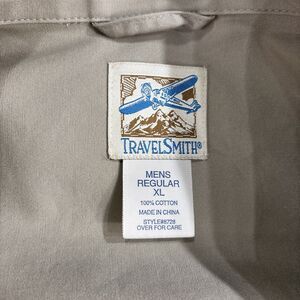 TRAVELSMITH®
MENS
REGULAR
XL
100% COTTON
MADE IN CHINA
STYLE#8728
OVER FOR CARE